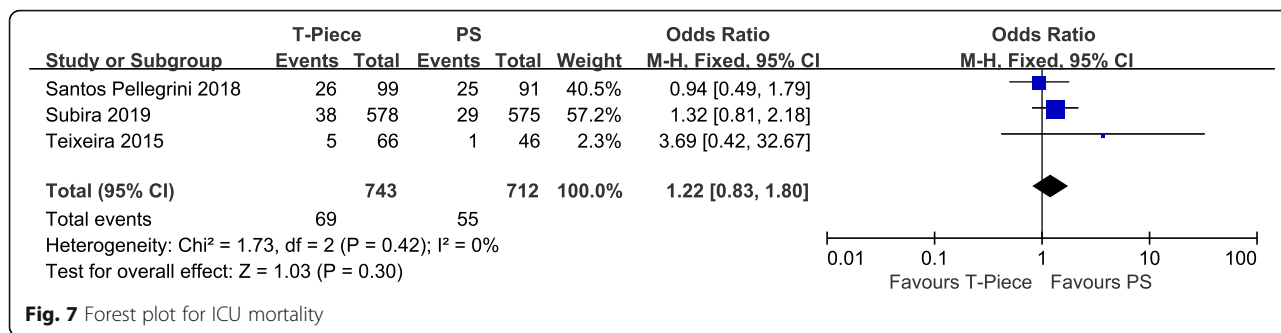 T-Piece PS Odds Ratio Odds Ratio
Study or Subgroup Events Total Events Total Weight M-H, Fixed, 95% CI M-H, Fixed, 95% CI
Santos Pellegrini 2018 26 99 25 91 40.5% 0.94 [0.49, 1.79]
Subira 2019 38 578 29 575 57.2% 1.32 [0.81, 2.18]
Teixeira 2015 5 66 1 46 2.3% 3.69 [0.42, 32.67]
Total (95% CI) 743 712 100.0% 1.22 [0.83, 1.80]
Total events 69 55
Heterogeneity: Chi² = 1.73, df = 2 (P = 0.42); I² = 0%
Test for overall effect: Z = 1.03 (P = 0.30)
0.01 0.1 1 10 100
Favours T-Piece Favours PS
Fig. 7 Forest plot for ICU mortality